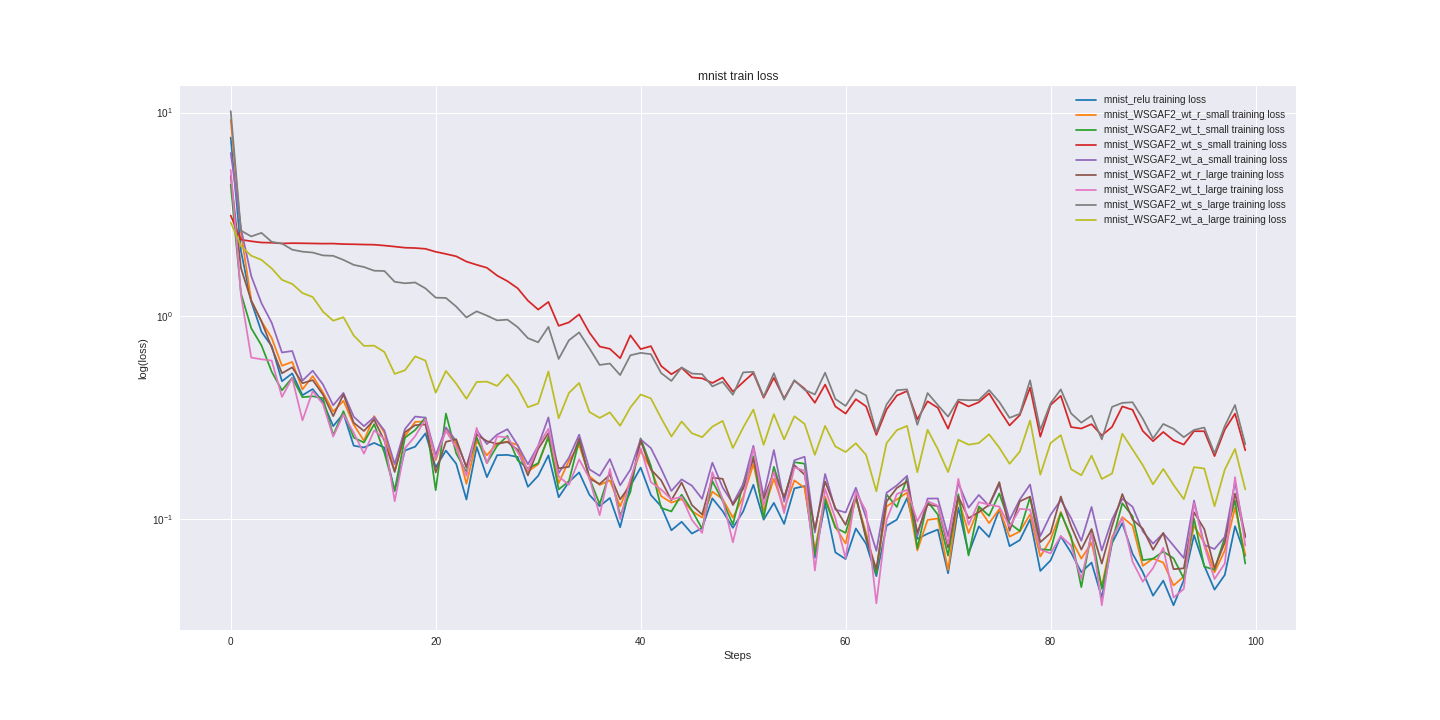 mnist train loss
mnist_relu training loss
mnist_WSGAF2_wt_r_small training loss
mnist_WSGAF2_wt_t_small training loss
mnist_WSGAF2_wt_s_small training loss
mnist_WSGAF2_wt_a_small training loss
mnist_WSGAF2_wt_r_large training loss
mnist_WSGAF2_wt_t_large training loss
mnist_WSGAF2_wt_s_large training loss
mnist_WSGAF2_wt_a_large training loss
10¹
10⁰
10⁻¹
log(loss)
0 20 40 60 80 100
Steps